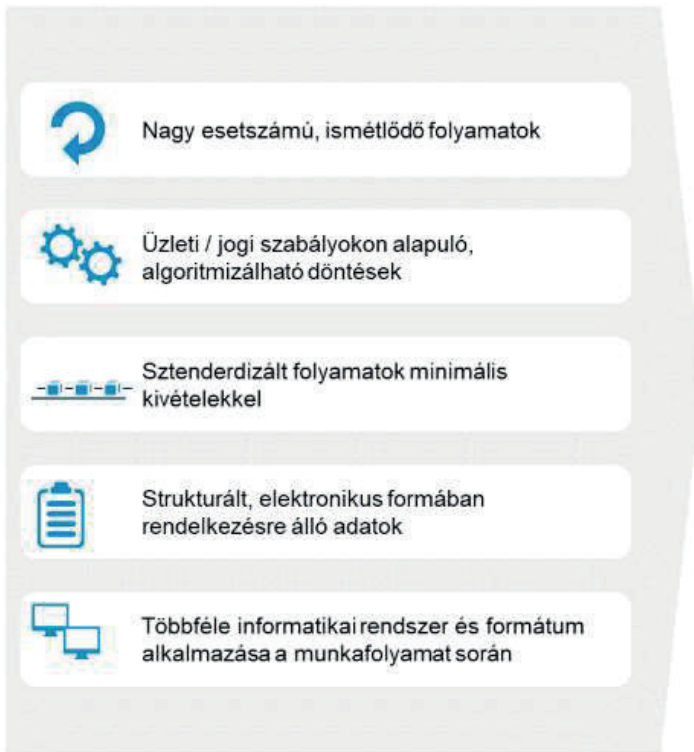 Nagy esetszámú, ismétlődő folyamatok
Üzleti / jogi szabályokon alapuló,
algoritmizálható döntések
Sztenderdizált folyamatok minimális
kivételekkel
Strukturált, elektronikus formában
rendelkezésre álló adatok
Többféle informatikai rendszer és formátum
alkalmazása a munkafolyamat során